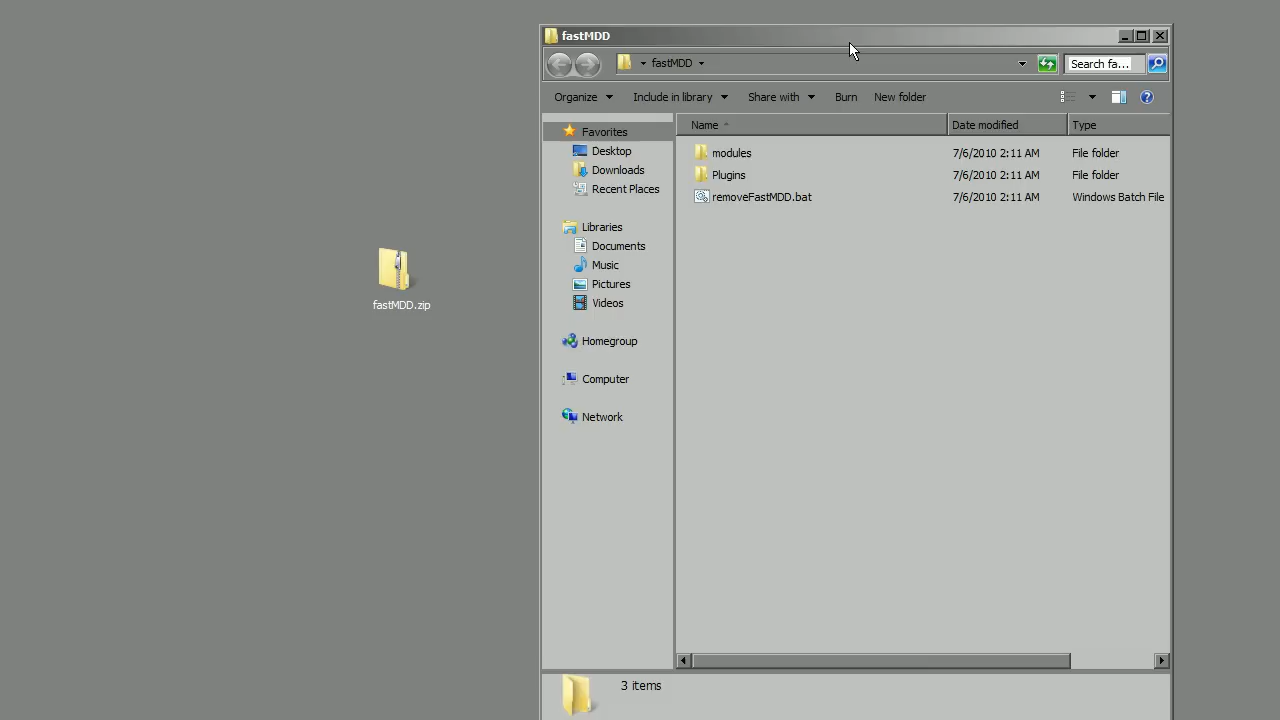 fastMDD
fastMDD
Search fa...
Organize
Include in library
Share with
Burn
New folder
Name
Date modified
Type
Favorites
Desktop
Downloads
Recent Places
Libraries
Documents
Music
Pictures
Videos
Homegroup
Computer
Network
modules 7/6/2010 2:11 AM File folder
Plugins 7/6/2010 2:11 AM File folder
removeFastMDD.bat 7/6/2010 2:11 AM Windows Batch File
fastMDD.zip
3 items